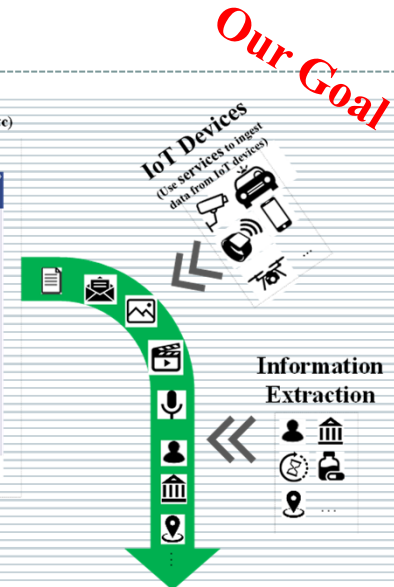 Our Goal
IoT Devices
(Use services to ingest
data from IoT devices)
...
Information
Extraction
...